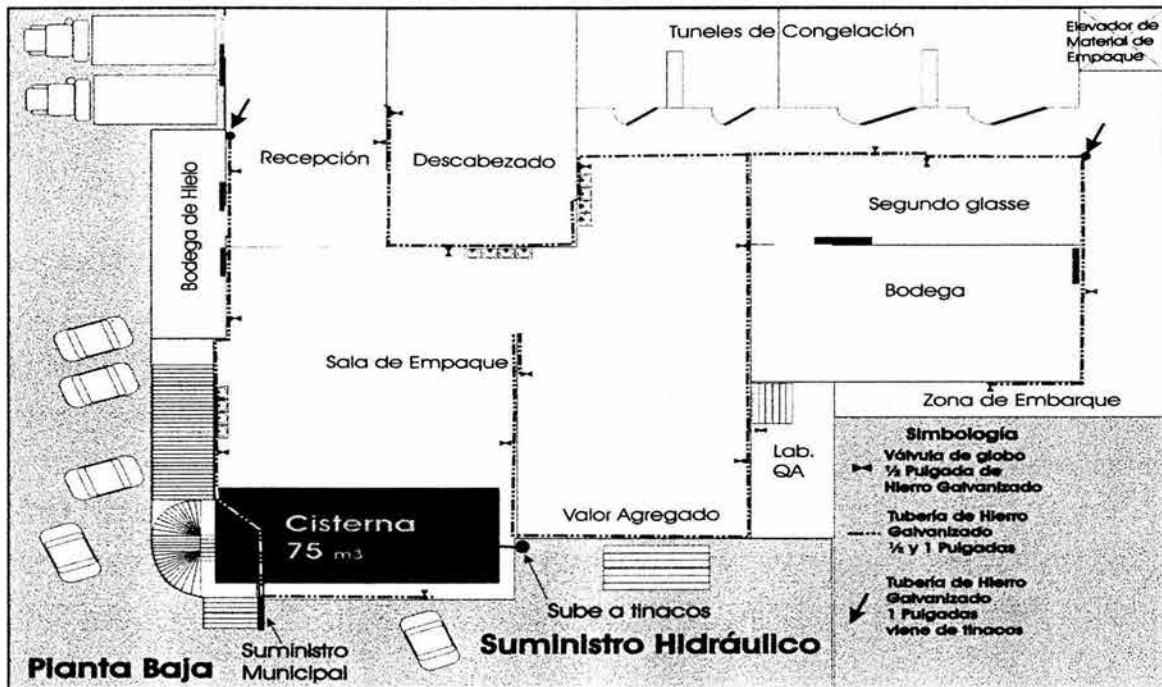 Tuneles de Congelación
Elevador de
Material de
Empaque
Recepción
Descabezado
Bodega de Hielo
Segundo glasse
Bodega
Sala de Empaque
Zona de Embarque
Lab.
QA
Valor Agregado
Cisterna
75 m3
Simbología
Válvula de globo
½ Pulgada de
Hierro Galvanizado
Tubería de Hierro
Galvanizado
½ y 1 Pulgadas
Tubería de Hierro
Galvanizado
1 Pulgadas
viene de tinacos
Sube a tinacos
Suministro
Municipal
Suministro Hidráulico
Planta Baja